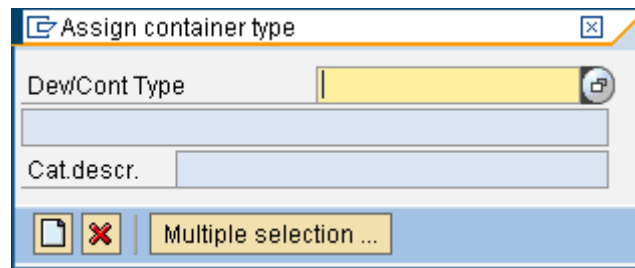 Assign container type
Dev/Cont Type
Cat.descr.
Multiple selection ...